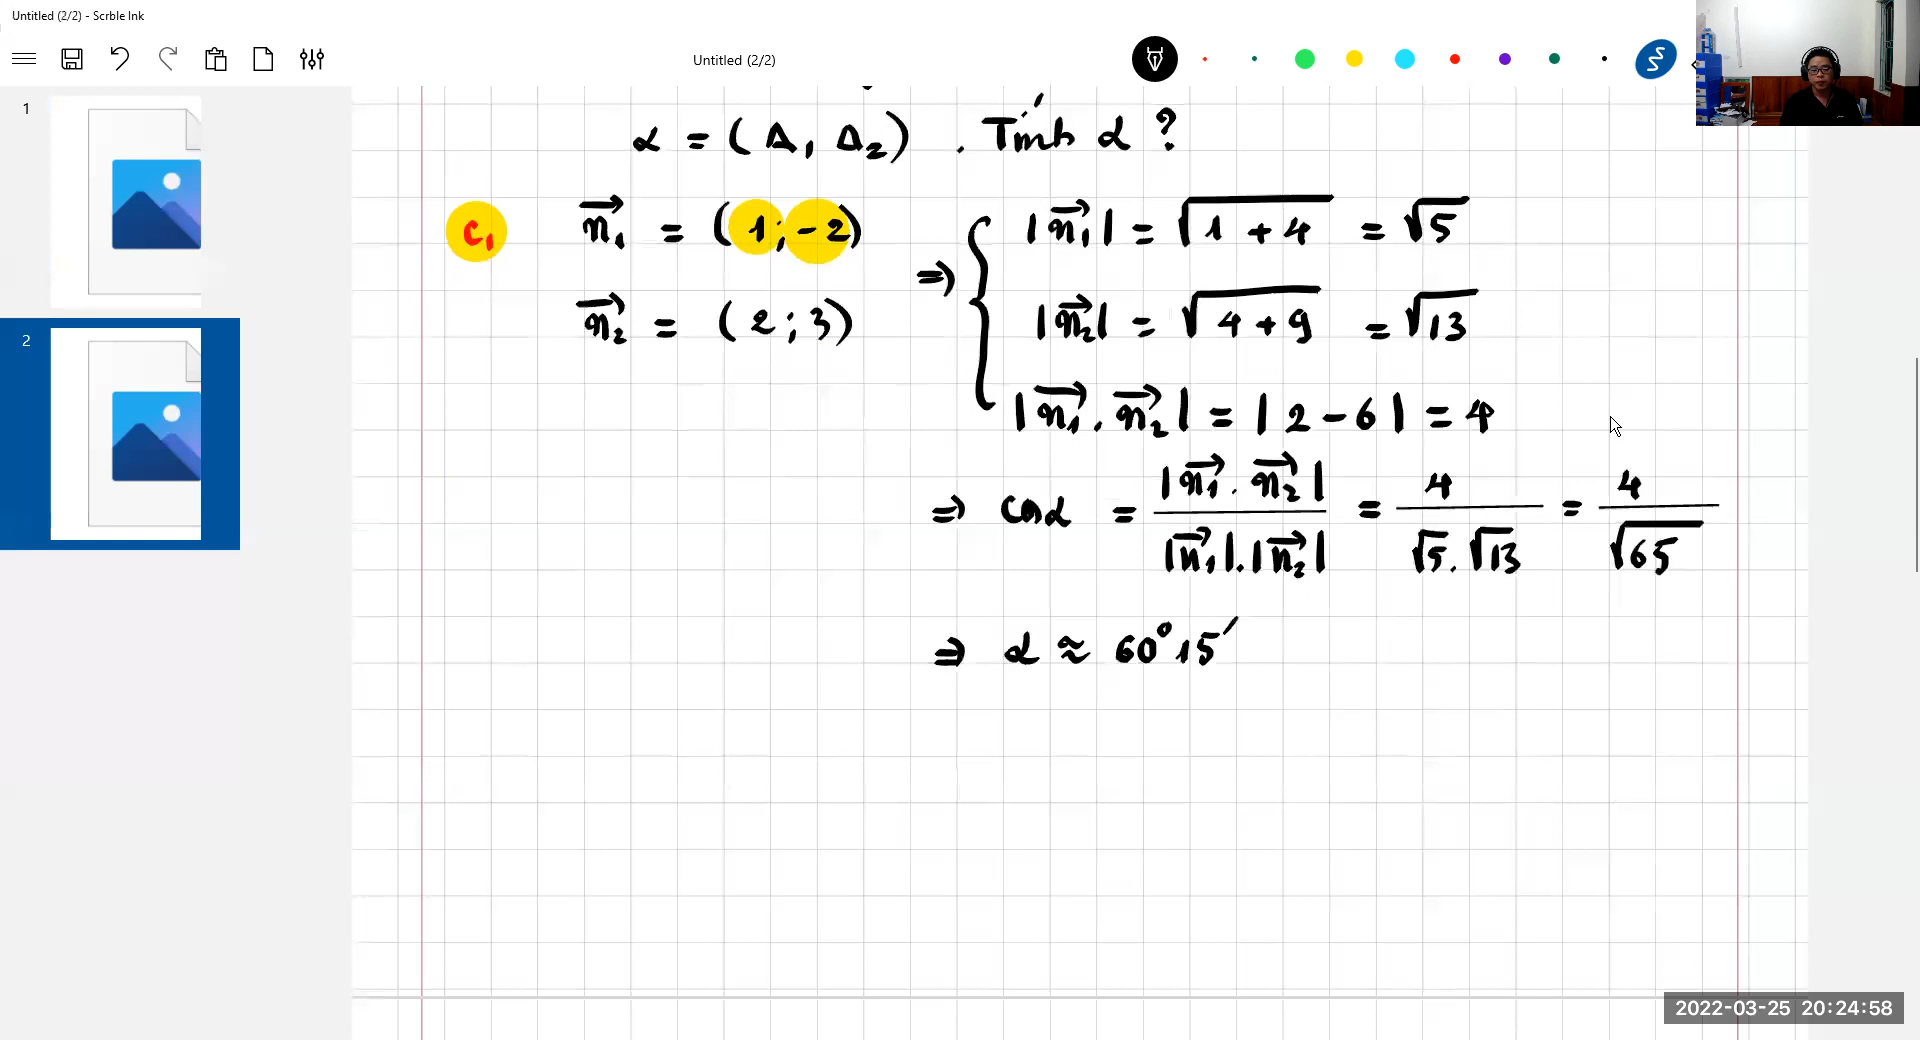 Untitled (2/2) - Scrble Ink
Untitled (2/2)
1
2
α = (Δ₁, Δ₂) . Tính α ?
C₁
n₁⃗ = (1; -2)
n₂⃗ = (2; 3)
=> { |n₁⃗| = √(1 + 4) = √5
|n₂⃗| = √(4 + 9) = √13
|n₁⃗ . n₂⃗| = |2 - 6| = 4
=> cosα = |n₁⃗ . n₂⃗| / |n₁⃗|.|n₂⃗| = 4 / √5.√13 = 4 / √65
=> α ≈ 60°15′
2022-03-25 20:24:58